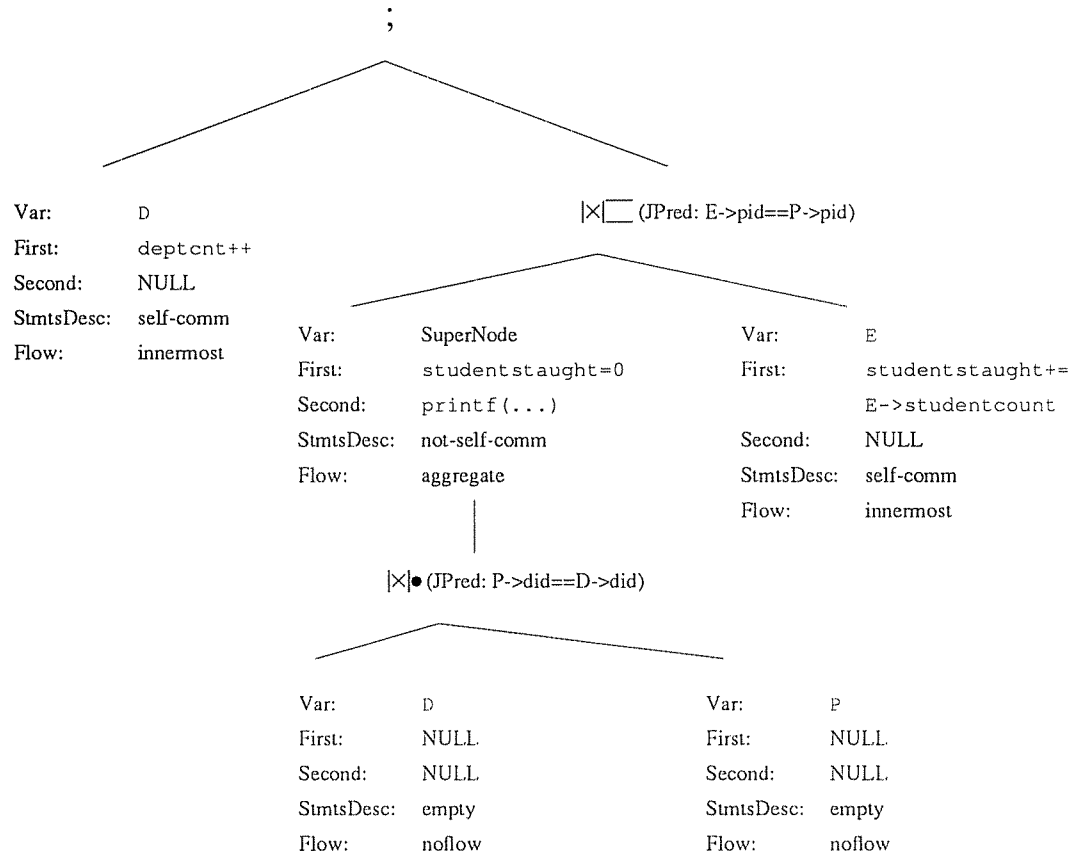 ;
Var: D
First: deptcnt++
Second: NULL
StmtsDesc: self-comm
Flow: innermost
|×| (JPred: E->pid==P->pid)
Var: SuperNode
First: studentstaught=0
Second: printf(...)
StmtsDesc: not-self-comm
Flow: aggregate
Var: E
First: studentstaught+=
E->studentcount
Second: NULL
StmtsDesc: self-comm
Flow: innermost
|×|● (JPred: P->did==D->did)
Var: D
First: NULL
Second: NULL
StmtsDesc: empty
Flow: noflow
Var: P
First: NULL
Second: NULL
StmtsDesc: empty
Flow: noflow